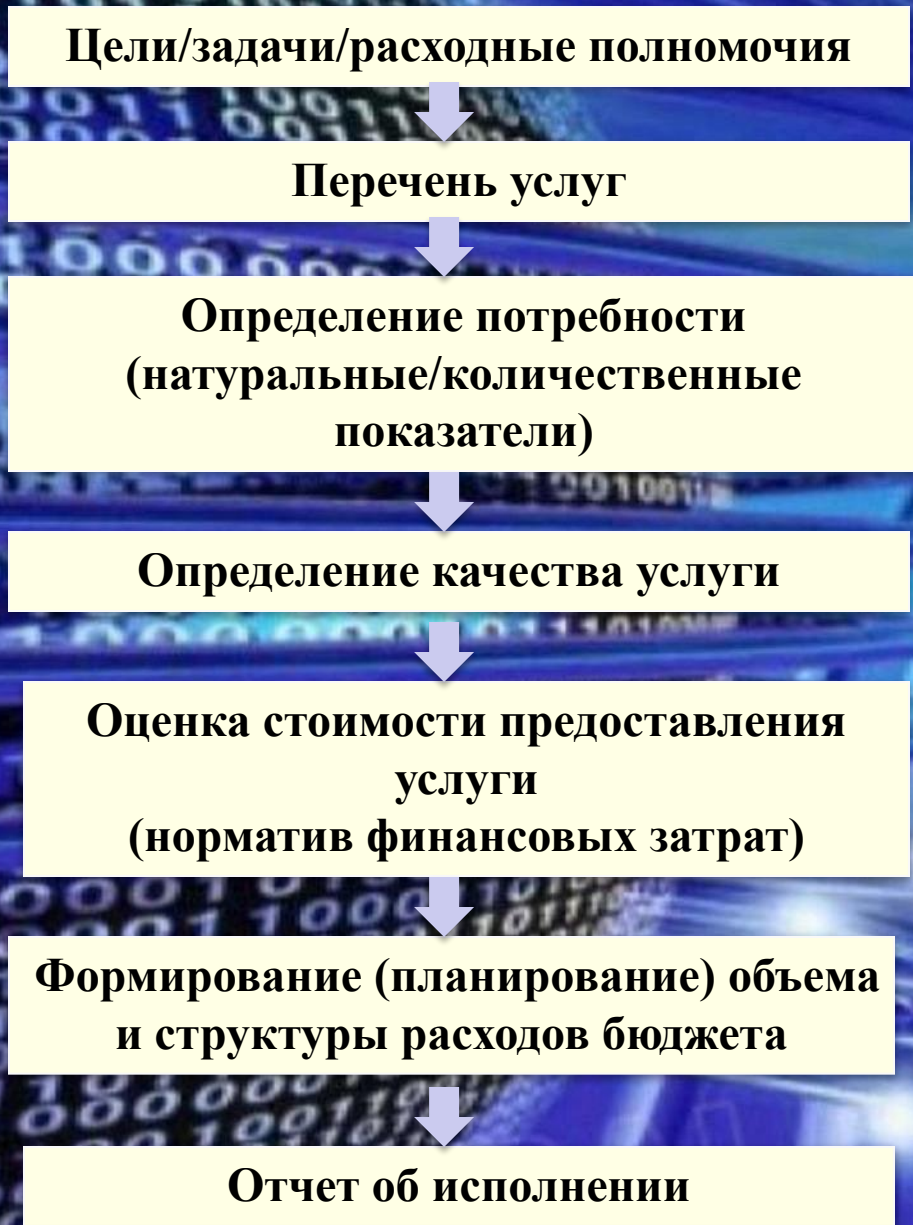 Цели/задачи/расходные полномочия
Перечень услуг
Определение потребности
(натуральные/количественные
показатели)
Определение качества услуги
Оценка стоимости предоставления
услуги
(норматив финансовых затрат)
Формирование (планирование) объема
и структуры расходов бюджета
Отчет об исполнении